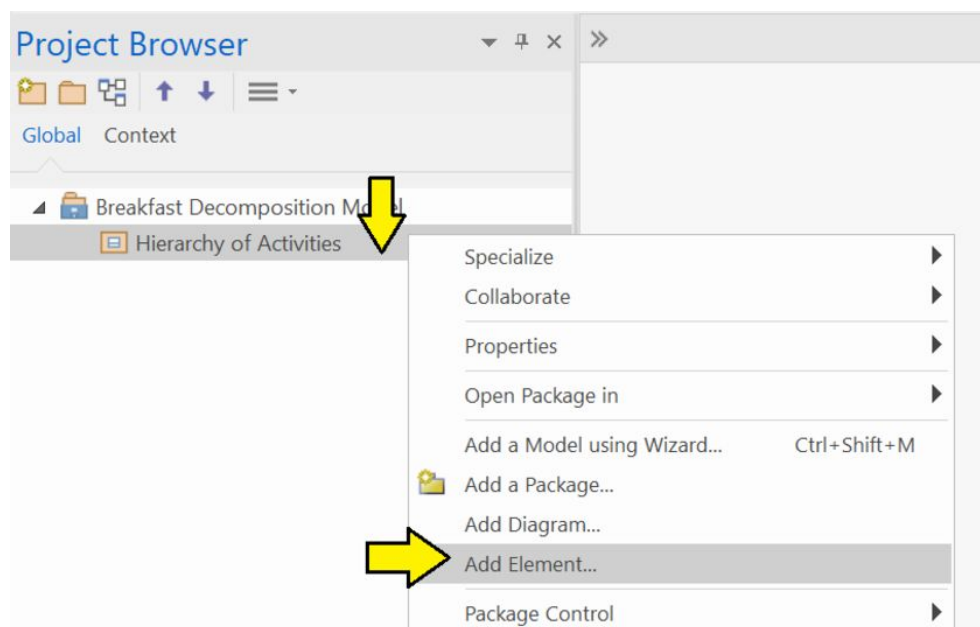 Project Browser
Global Context
Breakfast Decomposition Model
Hierarchy of Activities
Specialize
Collaborate
Properties
Open Package in
Add a Model using Wizard... Ctrl+Shift+M
Add a Package...
Add Diagram...
Add Element...
Package Control